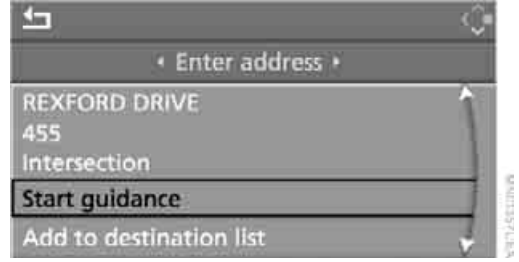 Enter address
REXFORD DRIVE
455
Intersection
Start guidance
Add to destination list